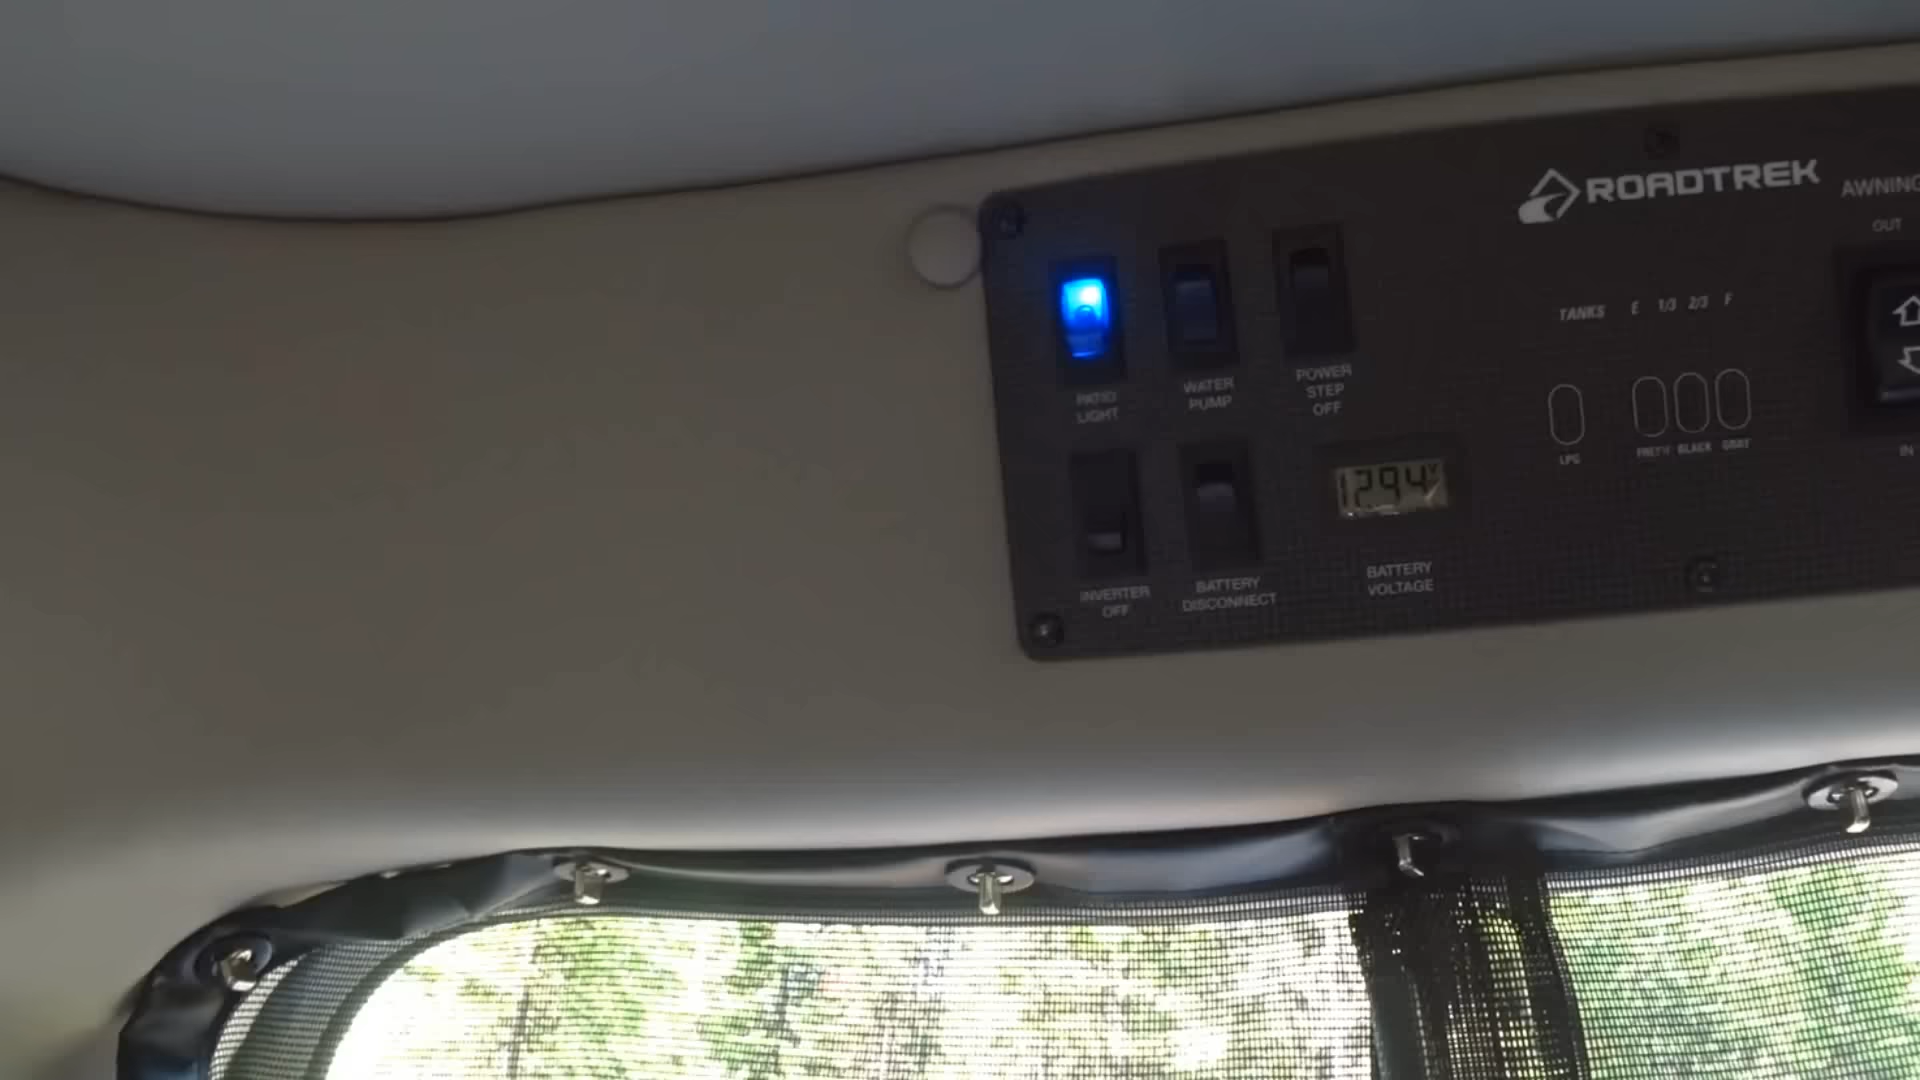 ROADTREK
AWNING
OUT
TANKS E 1/3 2/3 F
PATIO
LIGHT
WATER
PUMP
POWER
STEP
OFF
LPG
FRESH BLACK GRAY
IN
12.94 V
INVERTER
OFF
BATTERY
DISCONNECT
BATTERY
VOLTAGE